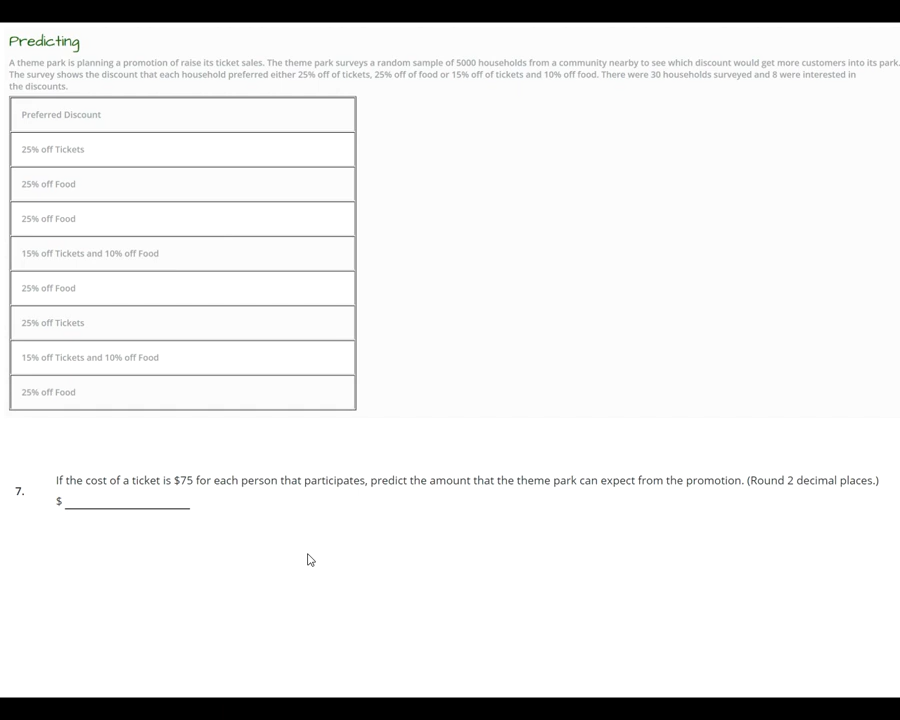 Predicting
A theme park is planning a promotion of raise its ticket sales. The theme park surveys a random sample of 5000 households from a community nearby to see which discount would get more customers into its park.
The survey shows the discount that each household preferred either 25% off of tickets, 25% off of food or 15% off of tickets and 10% off food. There were 30 households surveyed and 8 were interested in
the discounts.
Preferred Discount
25% off Tickets
25% off Food
25% off Food
15% off Tickets and 10% off Food
25% off Food
25% off Tickets
15% off Tickets and 10% off Food
25% off Food
7. If the cost of a ticket is $75 for each person that participates, predict the amount that the theme park can expect from the promotion. (Round 2 decimal places.)
$